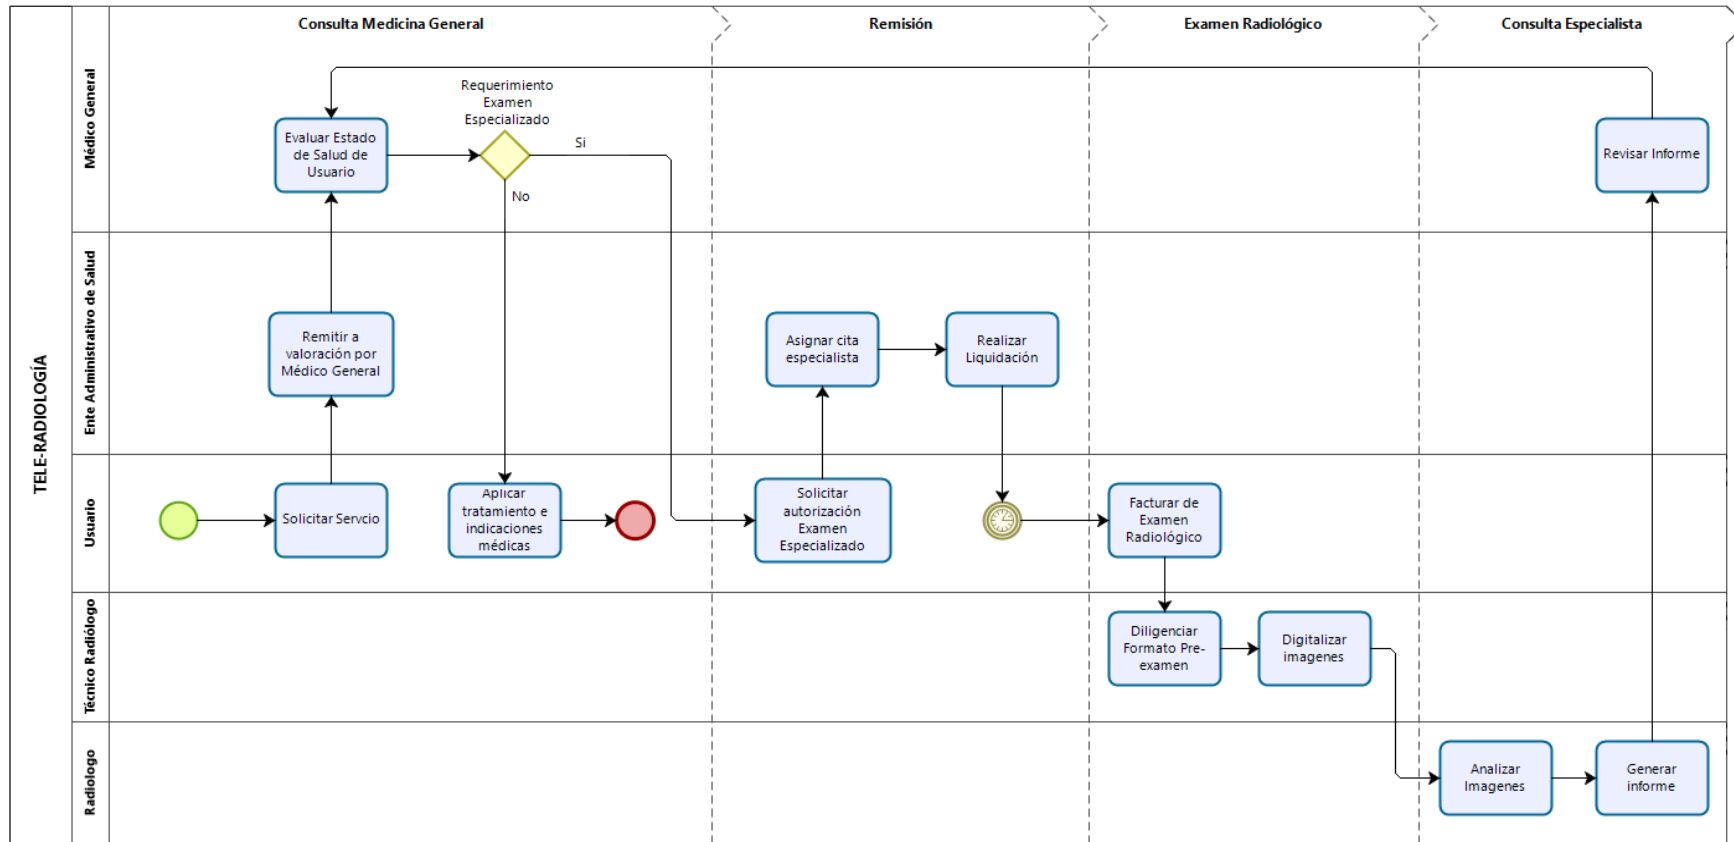 Consulta Medicina General
Remisión
Examen Radiológico
Consulta Especialista
TELE-RADIOLOGÍA
Médico General
Requerimiento
Examen
Especializado
Evaluar Estado
de Salud de
Usuario
Si
No
Revisar Informe
Ente Administrativo de Salud
Remitir a
valoración por
Médico General
Asignar cita
especialista
Realizar
Liquidación
Usuario
Solicitar Servcio
Aplicar
tratamiento e
indicaciones
médicas
Solicitar
autorización
Examen
Especializado
Facturar de
Examen
Radiológico
Técnico Radiólogo
Diligenciar
Formato Pre-
examen
Digitalizar
imagenes
Radiologo
Analizar
Imagenes
Generar
informe